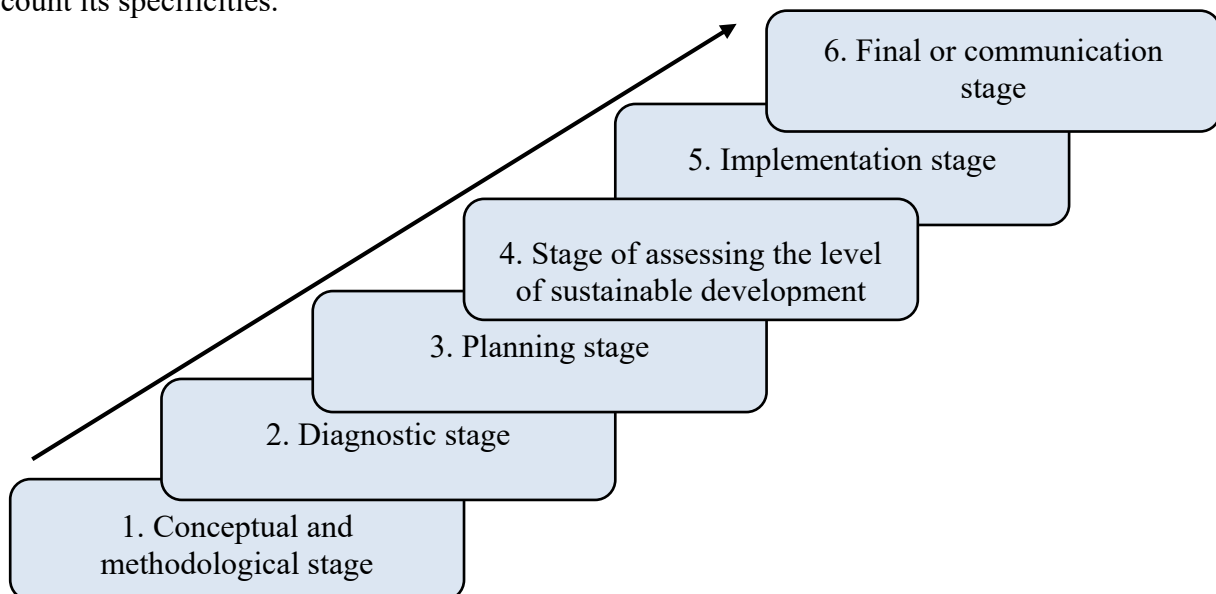 count its specificities.
6. Final or communication
stage
5. Implementation stage
4. Stage of assessing the level
of sustainable development
3. Planning stage
2. Diagnostic stage
1. Conceptual and
methodological stage